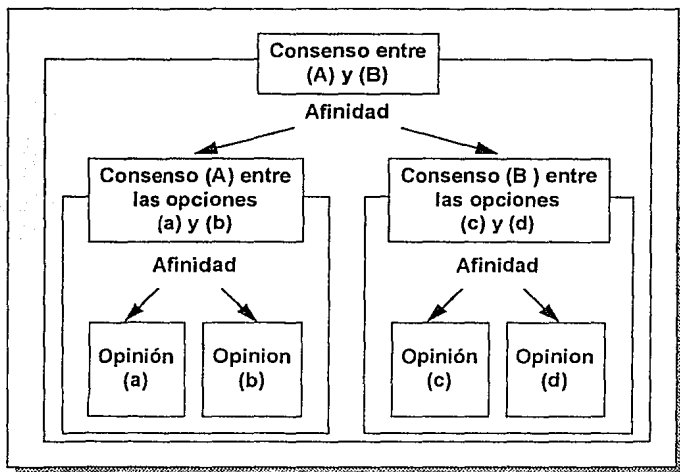 Consenso entre
(A) y (B)
Afinidad
Consenso (A) entre
las opciones
(a) y (b)
Consenso (B ) entre
las opciones
(c) y (d)
Afinidad
Afinidad
Opinión
(a)
Opinion
(b)
Opinión
(c)
Opinion
(d)